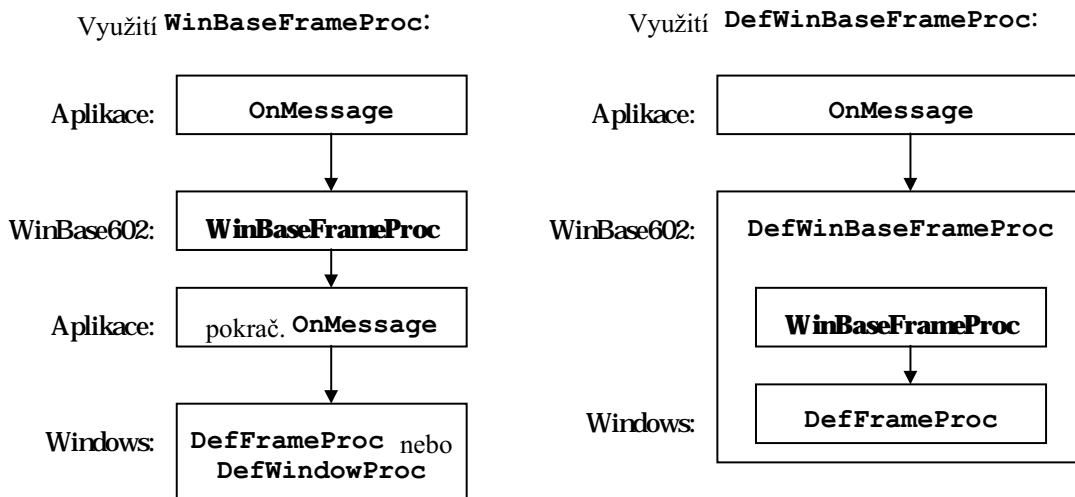 Využití WinBaseFrameProc:
Aplikace: OnMessage
WinBase602: WinBaseFrameProc
Aplikace: pokrač. OnMessage
Windows: DefFrameProc nebo
DefWindowProc
Využití DefWinBaseFrameProc:
Aplikace: OnMessage
WinBase602: DefWinBaseFrameProc
WinBaseFrameProc
Windows: DefFrameProc